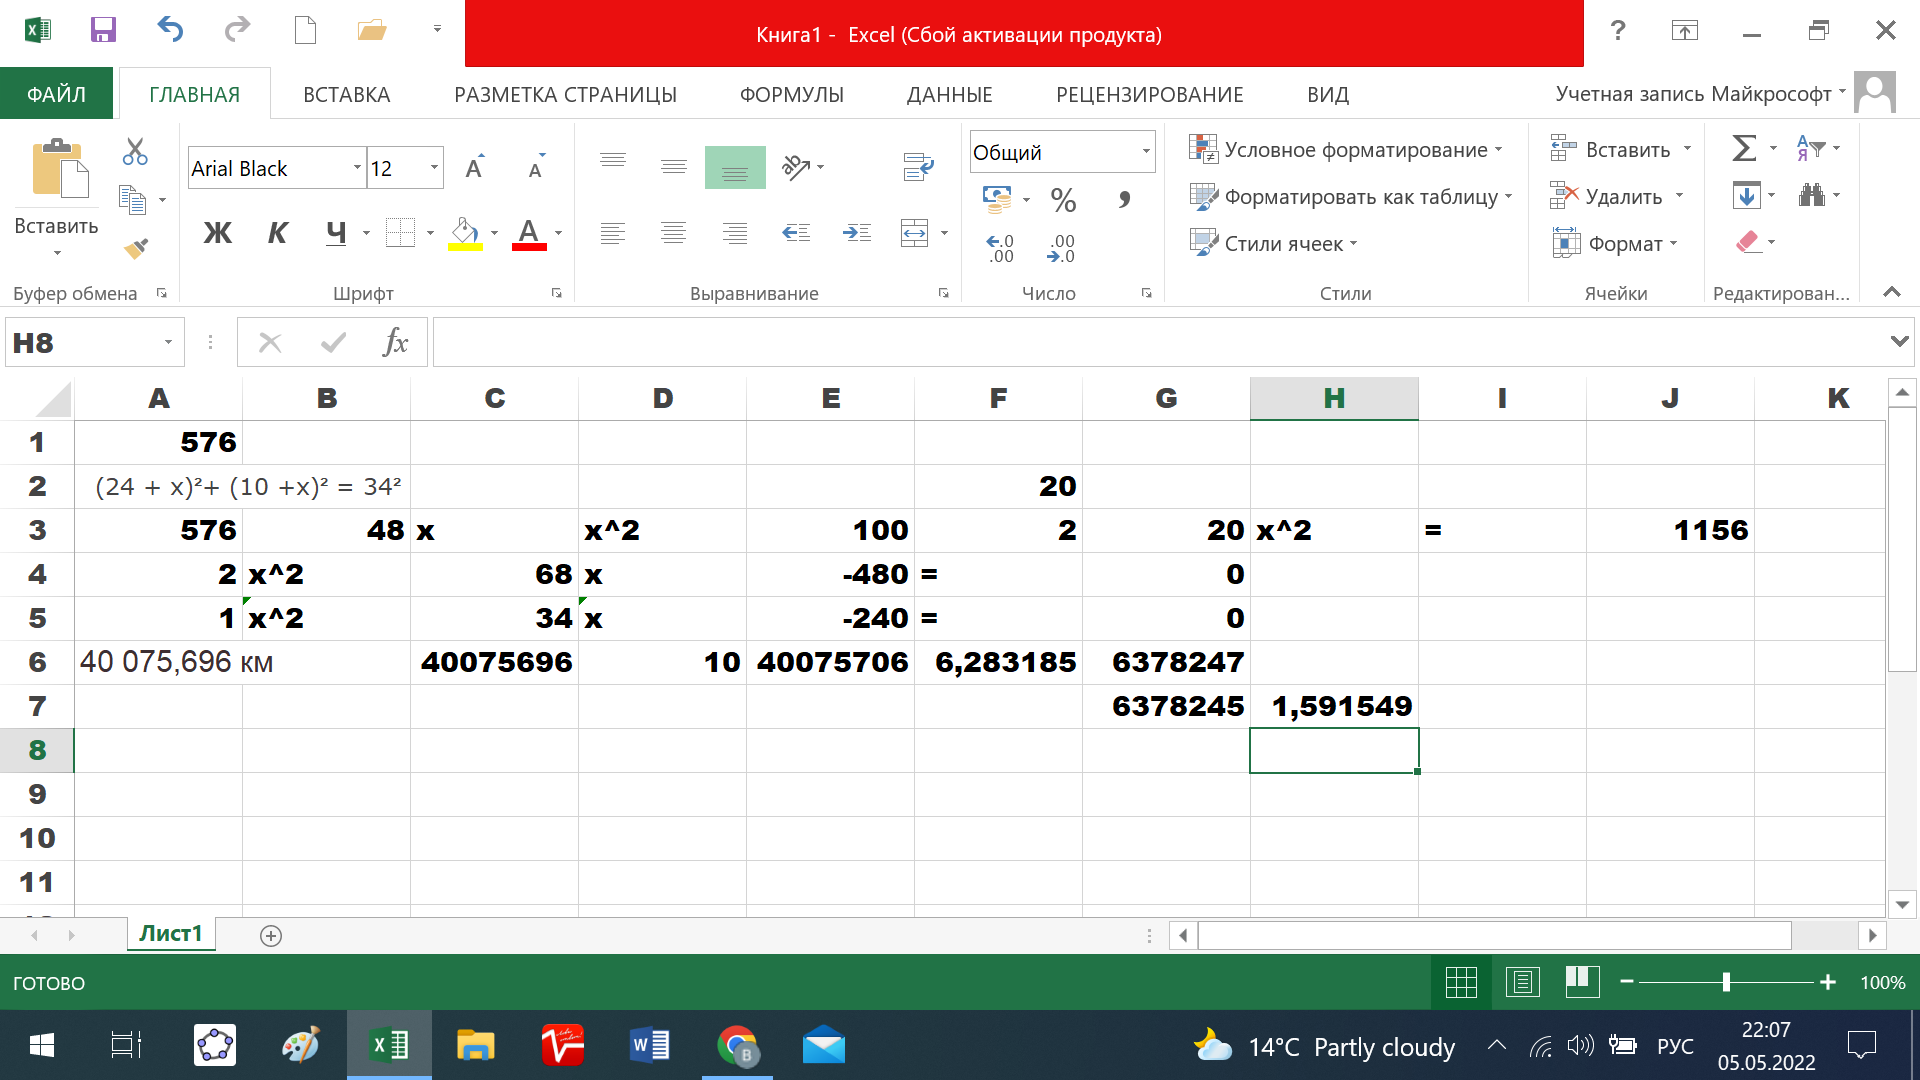 Книга1 - Excel (Сбой активации продукта)
?
ФАЙЛ ГЛАВНАЯ ВСТАВКА РАЗМЕТКА СТРАНИЦЫ ФОРМУЛЫ ДАННЫЕ РЕЦЕНЗИРОВАНИЕ ВИД Учетная запись Майкрософт
Вставить
Arial Black 12
Ж К Ч
Общий
%
Условное форматирование
Форматировать как таблицу
Стили ячеек
Вставить
Удалить
Формат
Буфер обмена Шрифт Выравнивание Число Стили Ячейки Редактирован...
H8 fx
A B C D E F G H I J K
1 576
2 (24 + x)²+ (10 +x)² = 34² 20
3 576 48 x x^2 100 2 20 x^2 = 1156
4 2 x^2 68 x -480 = 0
5 1 x^2 34 x -240 = 0
6 40 075,696 км 40075696 10 40075706 6,283185 6378247
7 6378245 1,591549
8
9
10
11
Лист1
ГОТОВО 100%
14°C Partly cloudy РУС 22:07
05.05.2022